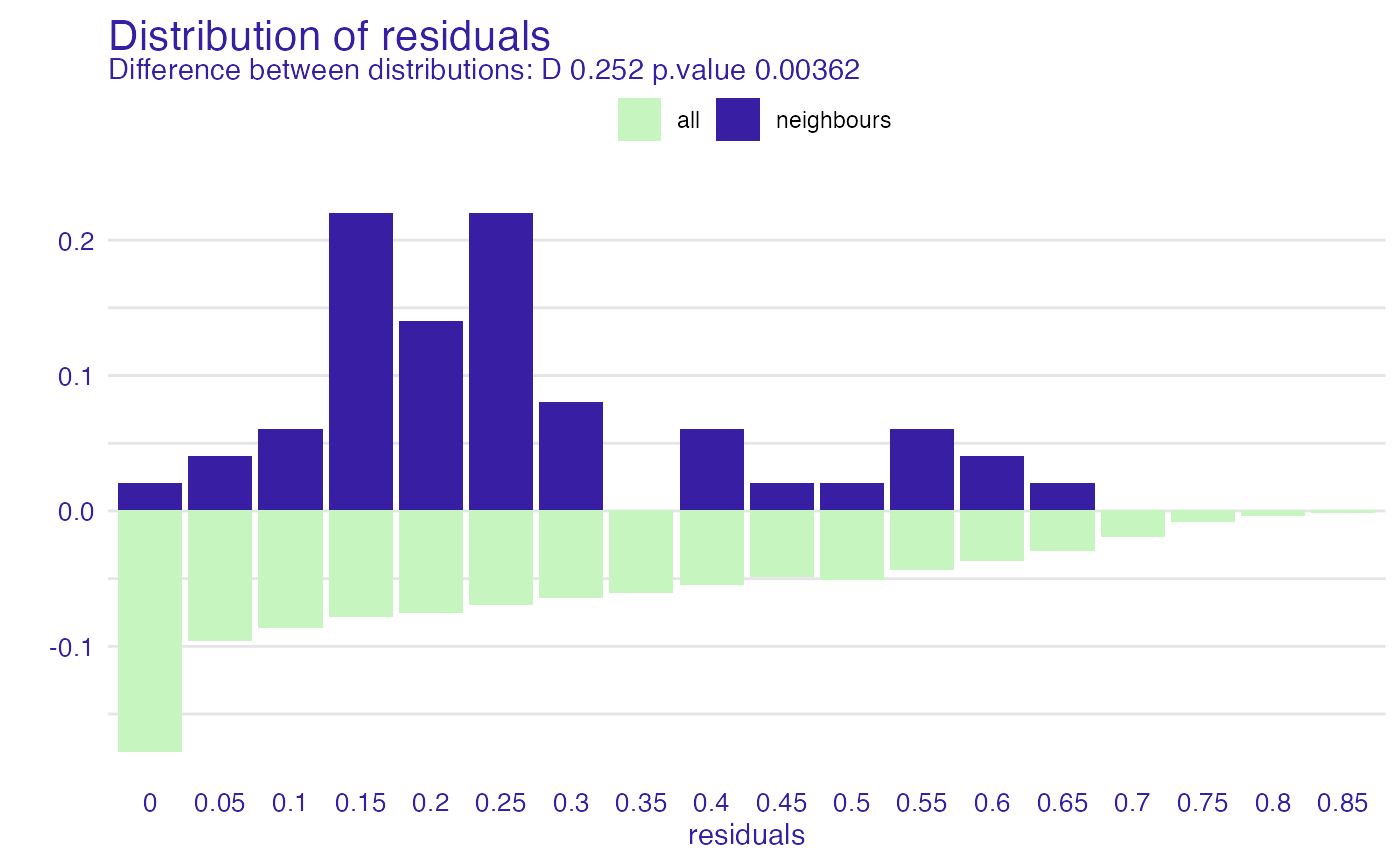 Distribution of residuals
Difference between distributions: D 0.252 p.value 0.00362
all neighbours
0.2
0.1
0.0
-0.1
0 0.05 0.1 0.15 0.2 0.25 0.3 0.35 0.4 0.45 0.5 0.55 0.6 0.65 0.7 0.75 0.8 0.85
residuals